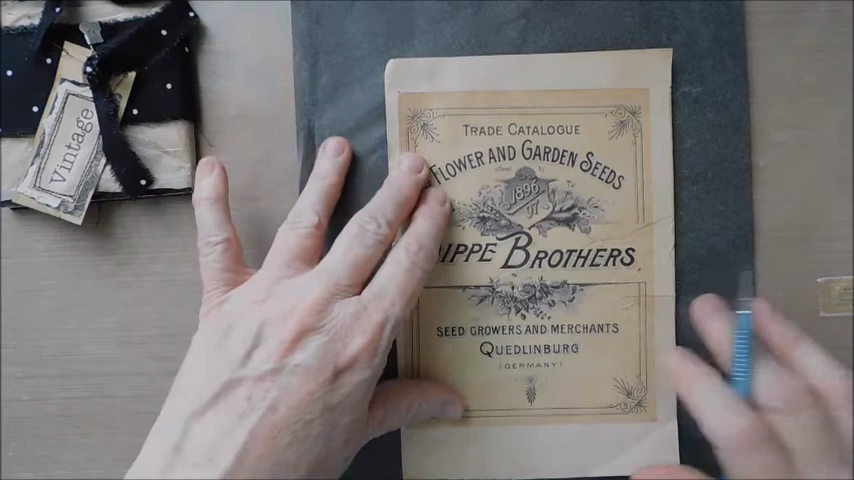 Vintage
TRADE CATALOGUE
FLOWER AND GARDEN SEEDS
1896
97
BROTHERS
SEED GROWERS AND MERCHANTS
QUEDLINBURG
(GERMANY).